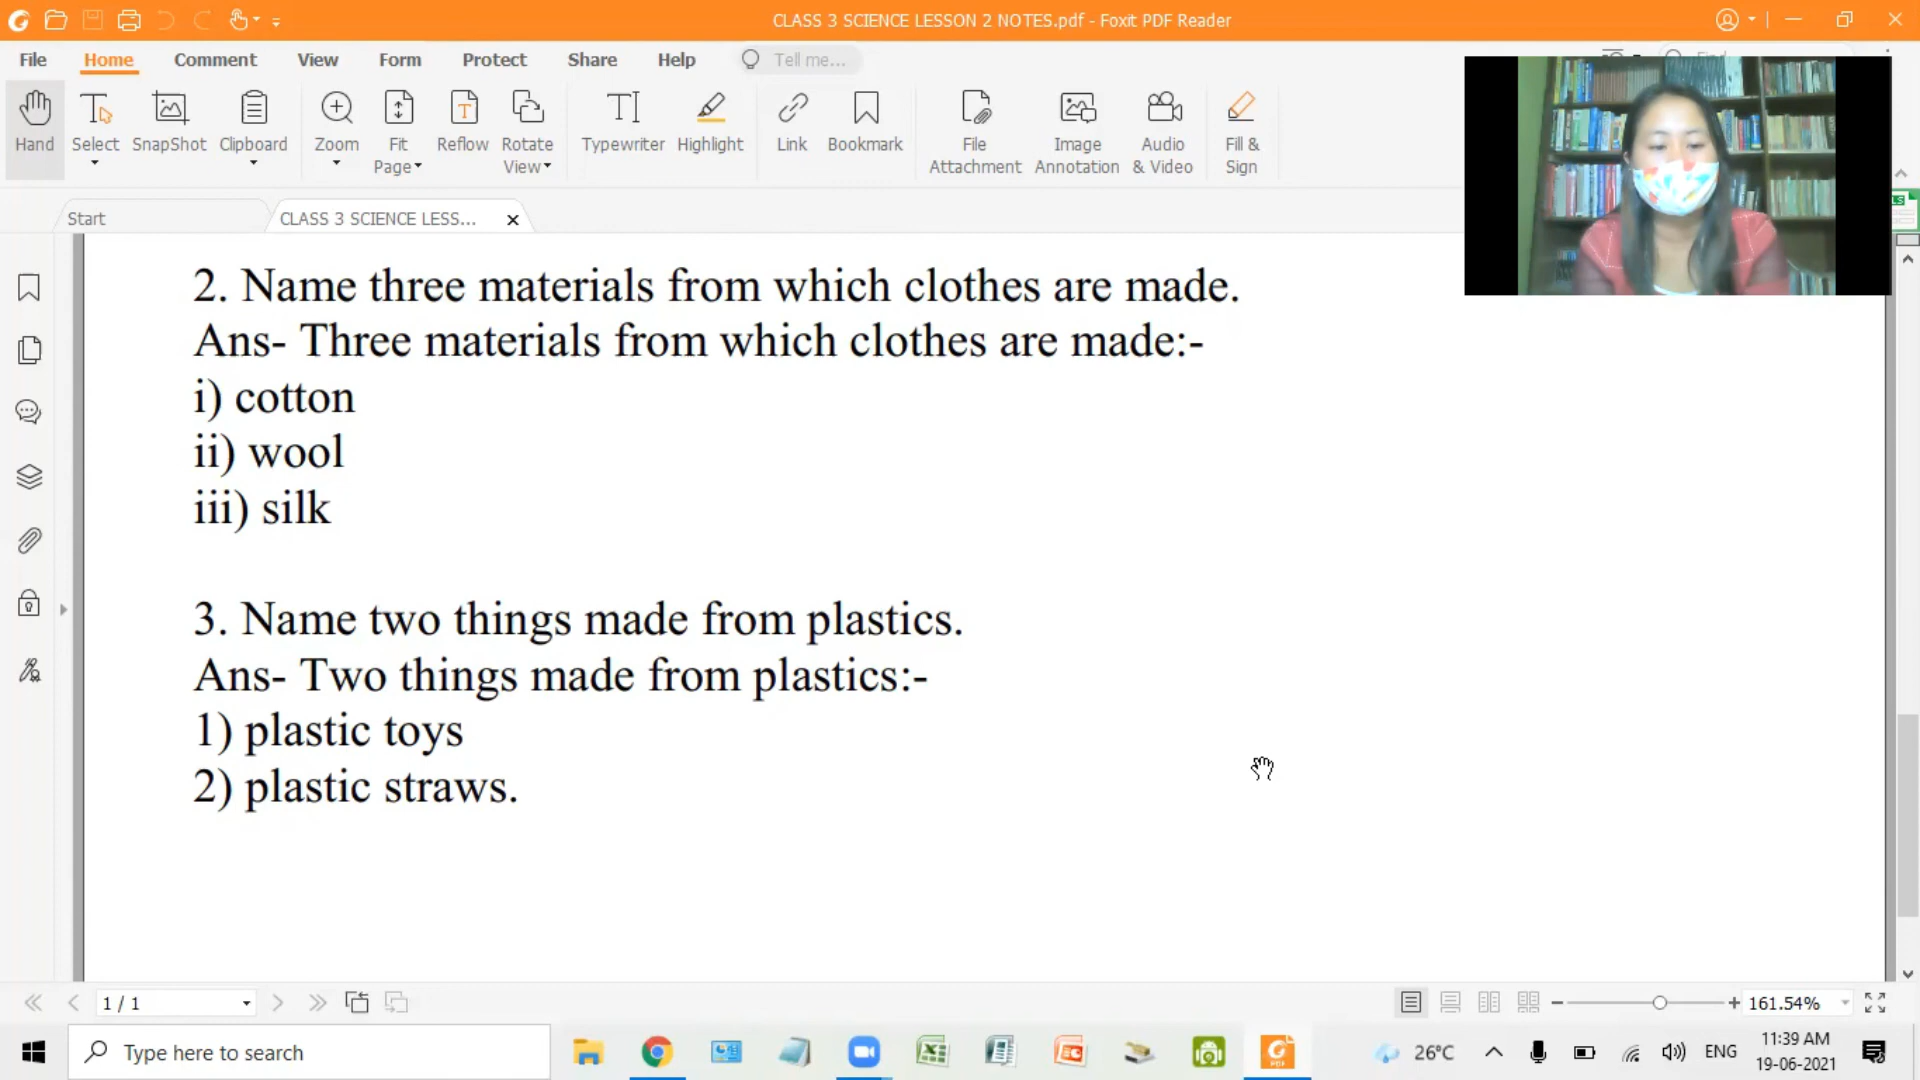 CLASS 3 SCIENCE LESSON 2 NOTES.pdf - Foxit PDF Reader
File Home Comment View Form Protect Share Help Tell me...
Hand Select SnapShot Clipboard Zoom Fit Page Reflow Rotate View Typewriter Highlight Link Bookmark File Attachment Image Annotation Audio & Video Fill & Sign
Start CLASS 3 SCIENCE LESS...
2. Name three materials from which clothes are made.
Ans- Three materials from which clothes are made:-
i) cotton
ii) wool
iii) silk
3. Name two things made from plastics.
Ans- Two things made from plastics:-
1) plastic toys
2) plastic straws.
1 / 1 161.54%
Type here to search 26°C ENG 11:39 AM
19-06-2021